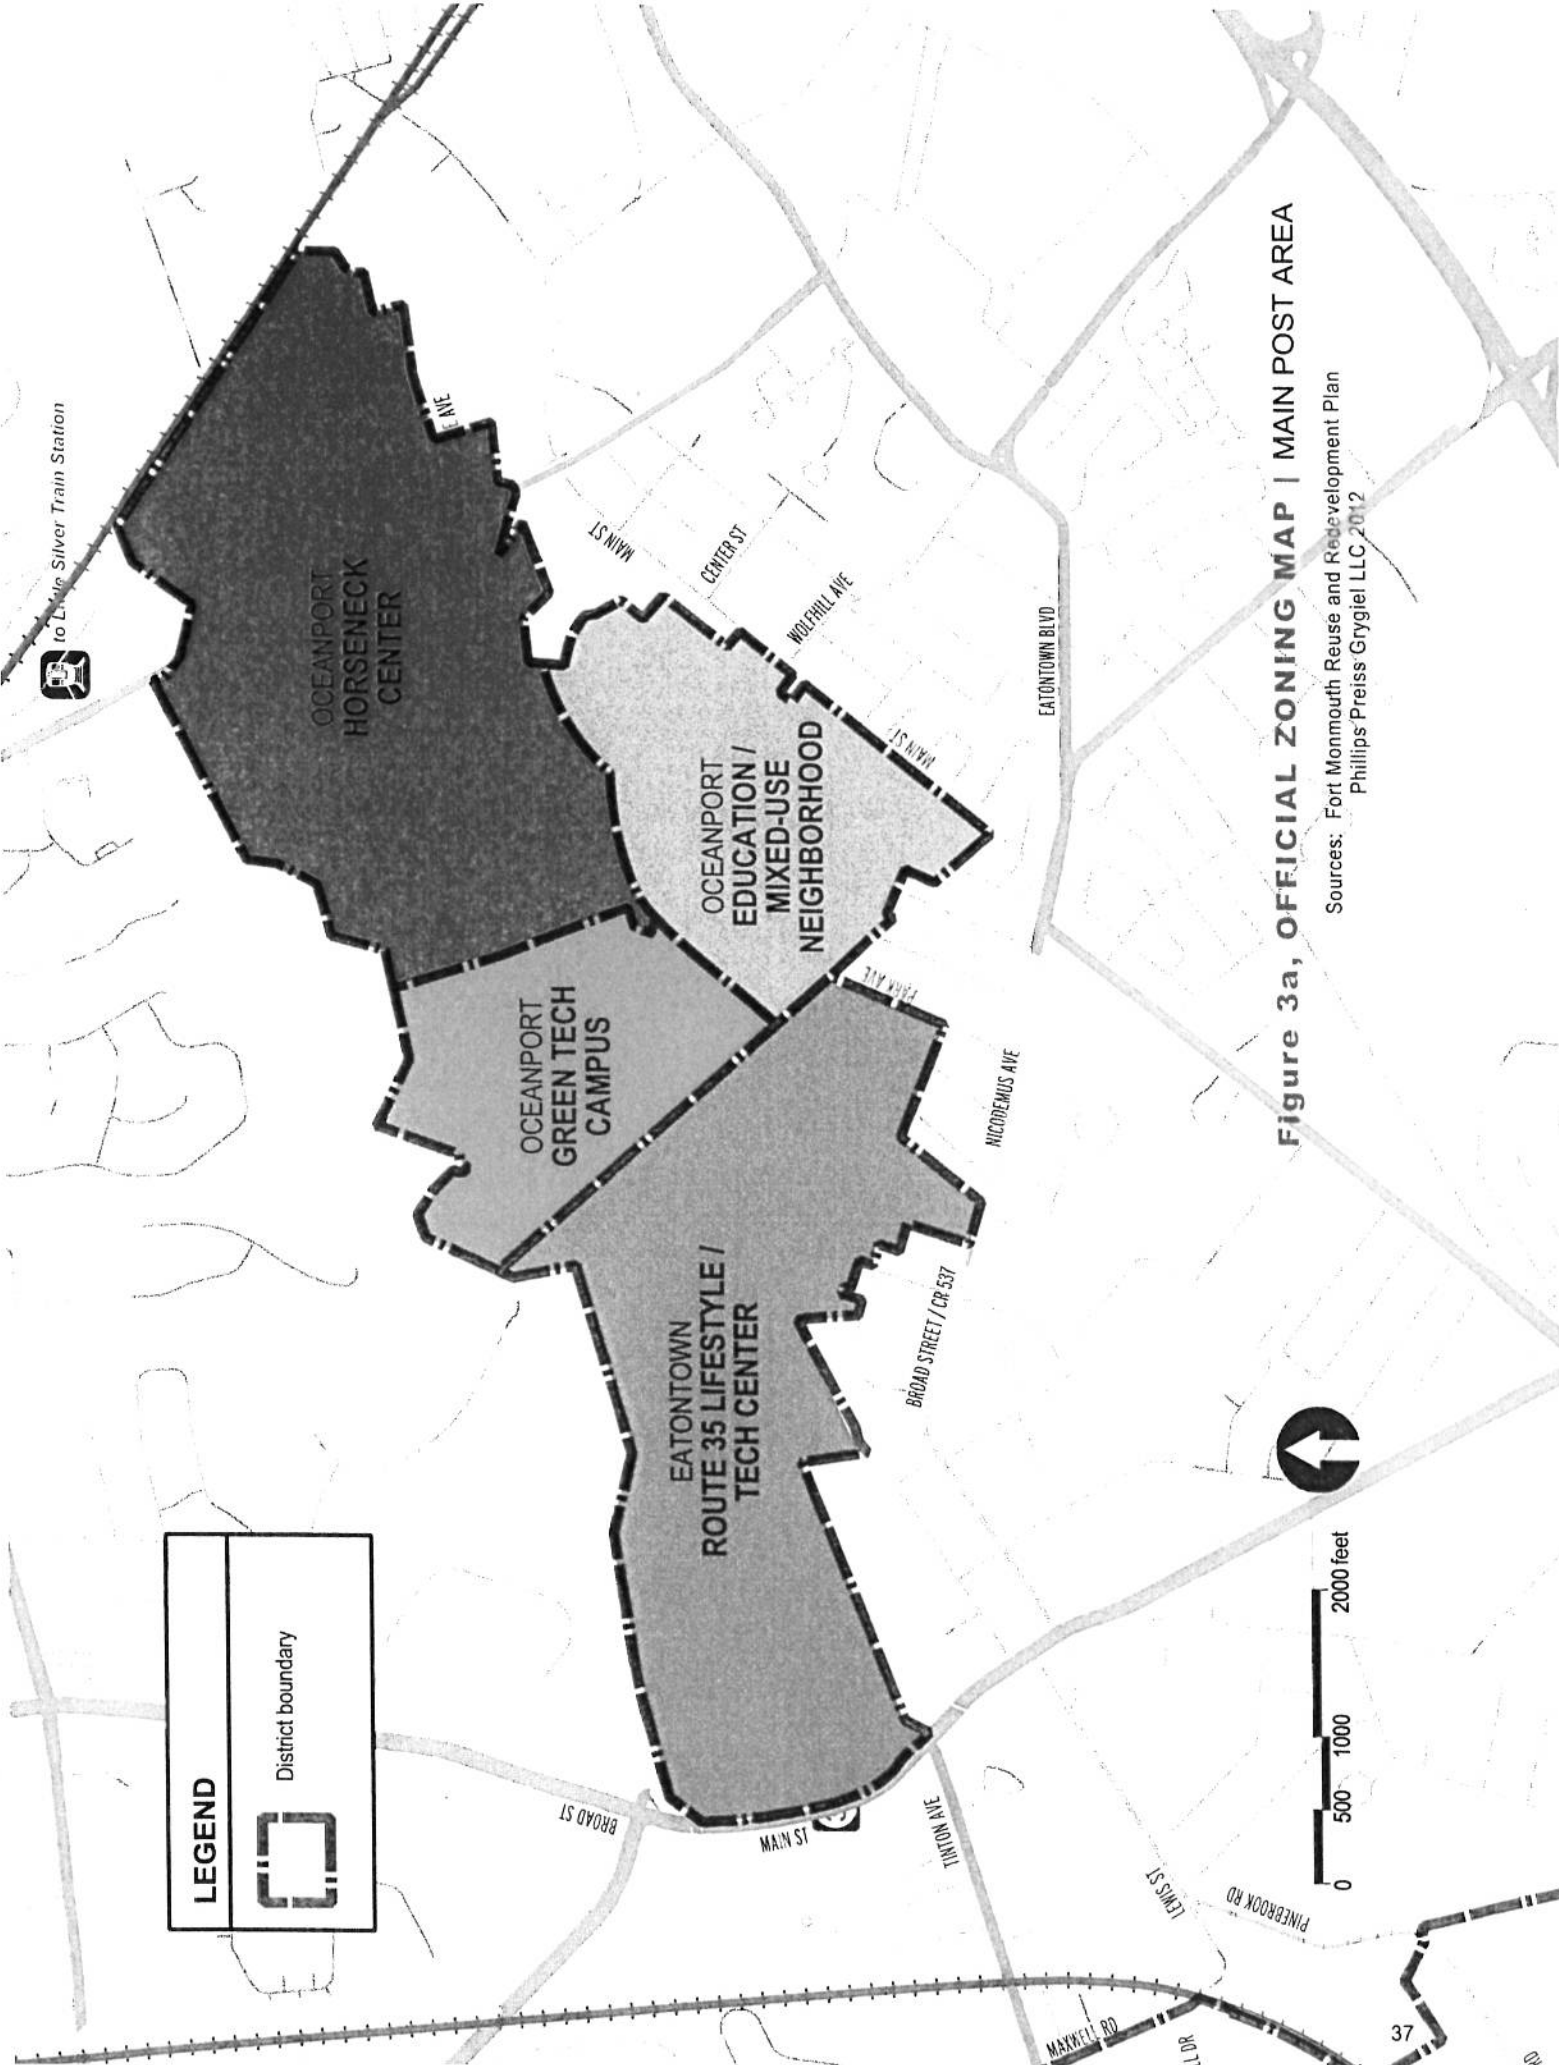 to Little Silver Train Station
OCEANPORT
HORSENECK
CENTER
E AVE
MAIN ST
CENTER ST
WOLFHILL AVE
OCEANPORT
EDUCATION /
MIXED-USE
NEIGHBORHOOD
MAIN ST
EATONTOWN BLVD
OCEANPORT
GREEN TECH
CAMPUS
PARK AVE
NICODEMUS AVE
EATONTOWN
ROUTE 35 LIFESTYLE /
TECH CENTER
BROAD STREET / CR 537
LEGEND
District boundary
BROAD ST
MAIN ST
TINTON AVE
LEWIS ST
PINEBROOK RD
MAXWELL RD
L DR
RD
0 500 1000 2000 feet
Figure 3a, OFFICIAL ZONING MAP | MAIN POST AREA
Sources: Fort Monmouth Reuse and Redevelopment Plan
Phillips Preiss Grygiel LLC 2012
37